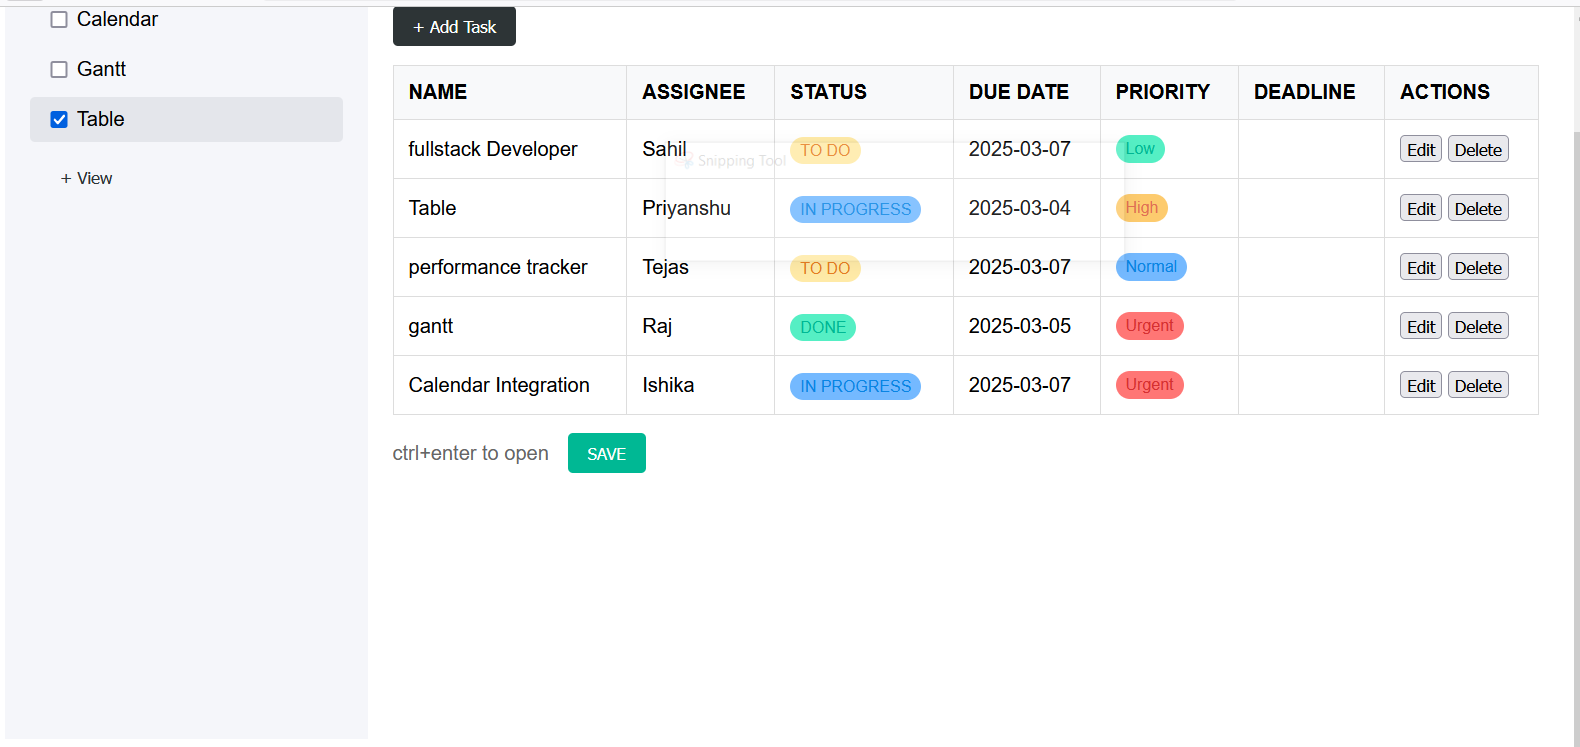 Calendar
Gantt
Table
+ View
+ Add Task
NAME ASSIGNEE STATUS DUE DATE PRIORITY DEADLINE ACTIONS
fullstack Developer Sahil TO DO 2025-03-07 Low Edit Delete
Snipping Tool
Table Priyanshu IN PROGRESS 2025-03-04 High Edit Delete
performance tracker Tejas TO DO 2025-03-07 Normal Edit Delete
gantt Raj DONE 2025-03-05 Urgent Edit Delete
Calendar Integration Ishika IN PROGRESS 2025-03-07 Urgent Edit Delete
ctrl+enter to open SAVE